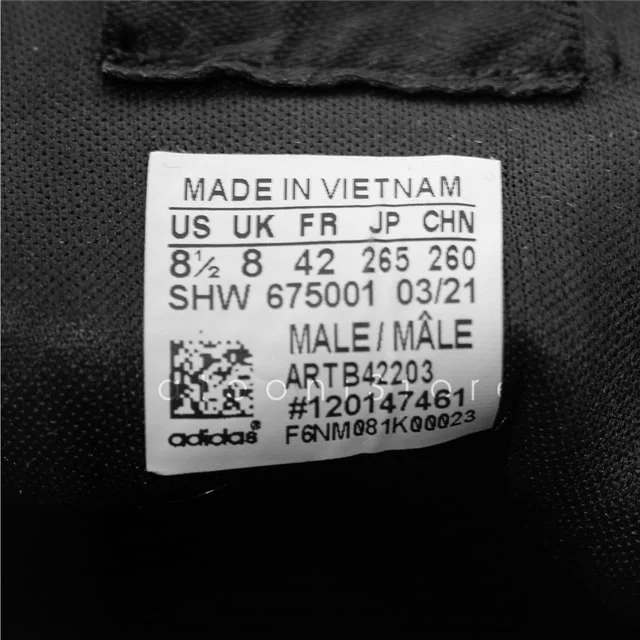 MADE IN VIETNAM
US UK FR JP CHN
8½ 8 42 265 260
SHW 675001 03/21
MALE / MÂLE
ART B42203
#120147461
adidas®
F6NM081K00023